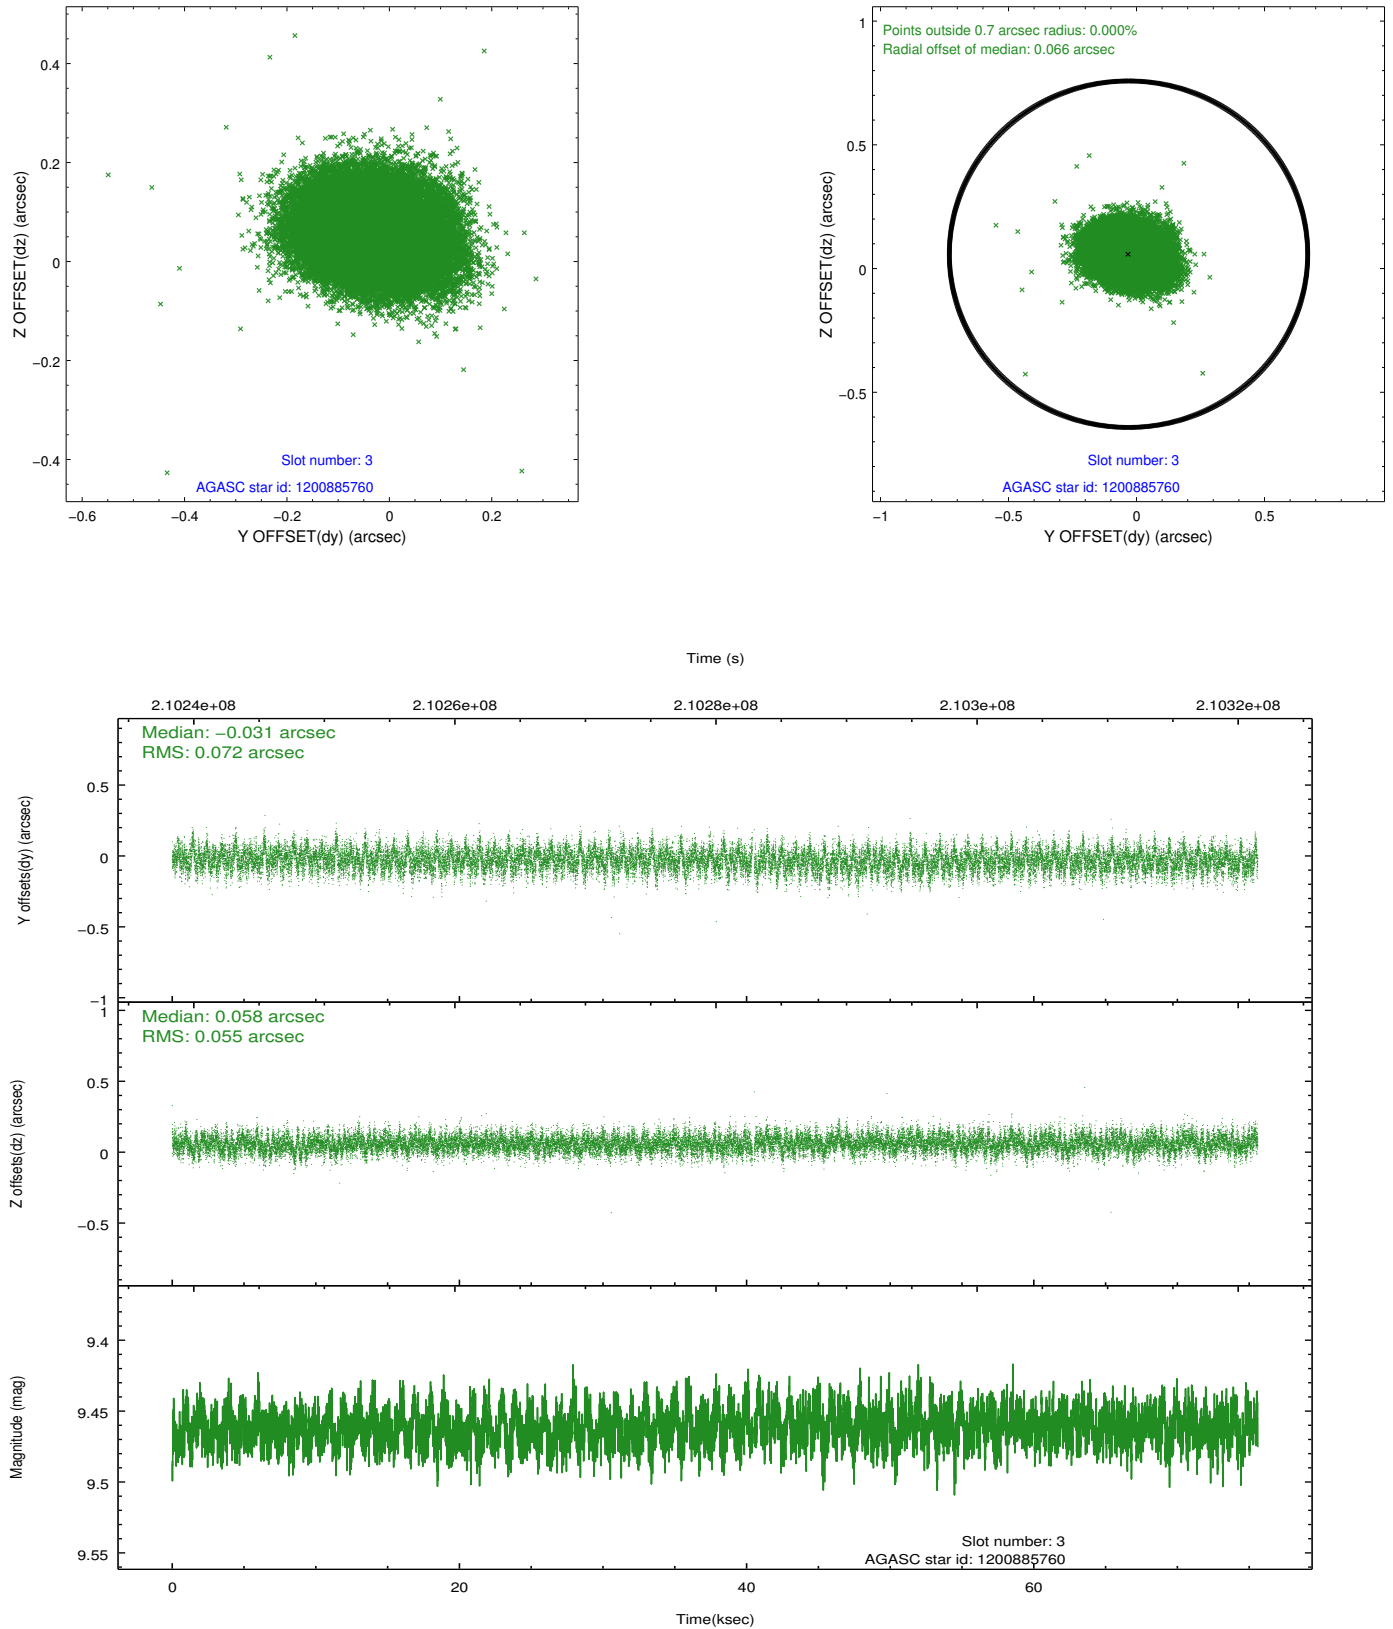 0.4
0.2
0
−0.2
−0.4
Z OFFSET(dz) (arcsec)
Slot number: 3
AGASC star id: 1200885760
−0.6
−0.4
−0.2
0
0.2
Y OFFSET(dy) (arcsec)
Points outside 0.7 arcsec radius: 0.000%
Radial offset of median: 0.066 arcsec
1
0.5
0
−0.5
Z OFFSET(dz) (arcsec)
Slot number: 3
AGASC star id: 1200885760
−1
−0.5
0
0.5
Y OFFSET(dy) (arcsec)
Time (s)
2.1024e+08
2.1026e+08
2.1028e+08
2.103e+08
2.1032e+08
Median: −0.031 arcsec
RMS: 0.072 arcsec
0.5
0
−0.5
−1
Y offsets(dy) (arcsec)
Median: 0.058 arcsec
RMS: 0.055 arcsec
1
0.5
0
−0.5
Z offsets(dz) (arcsec)
9.4
9.45
9.5
9.55
Magnitude (mag)
Slot number: 3
AGASC star id: 1200885760
0
20
40
60
Time(ksec)